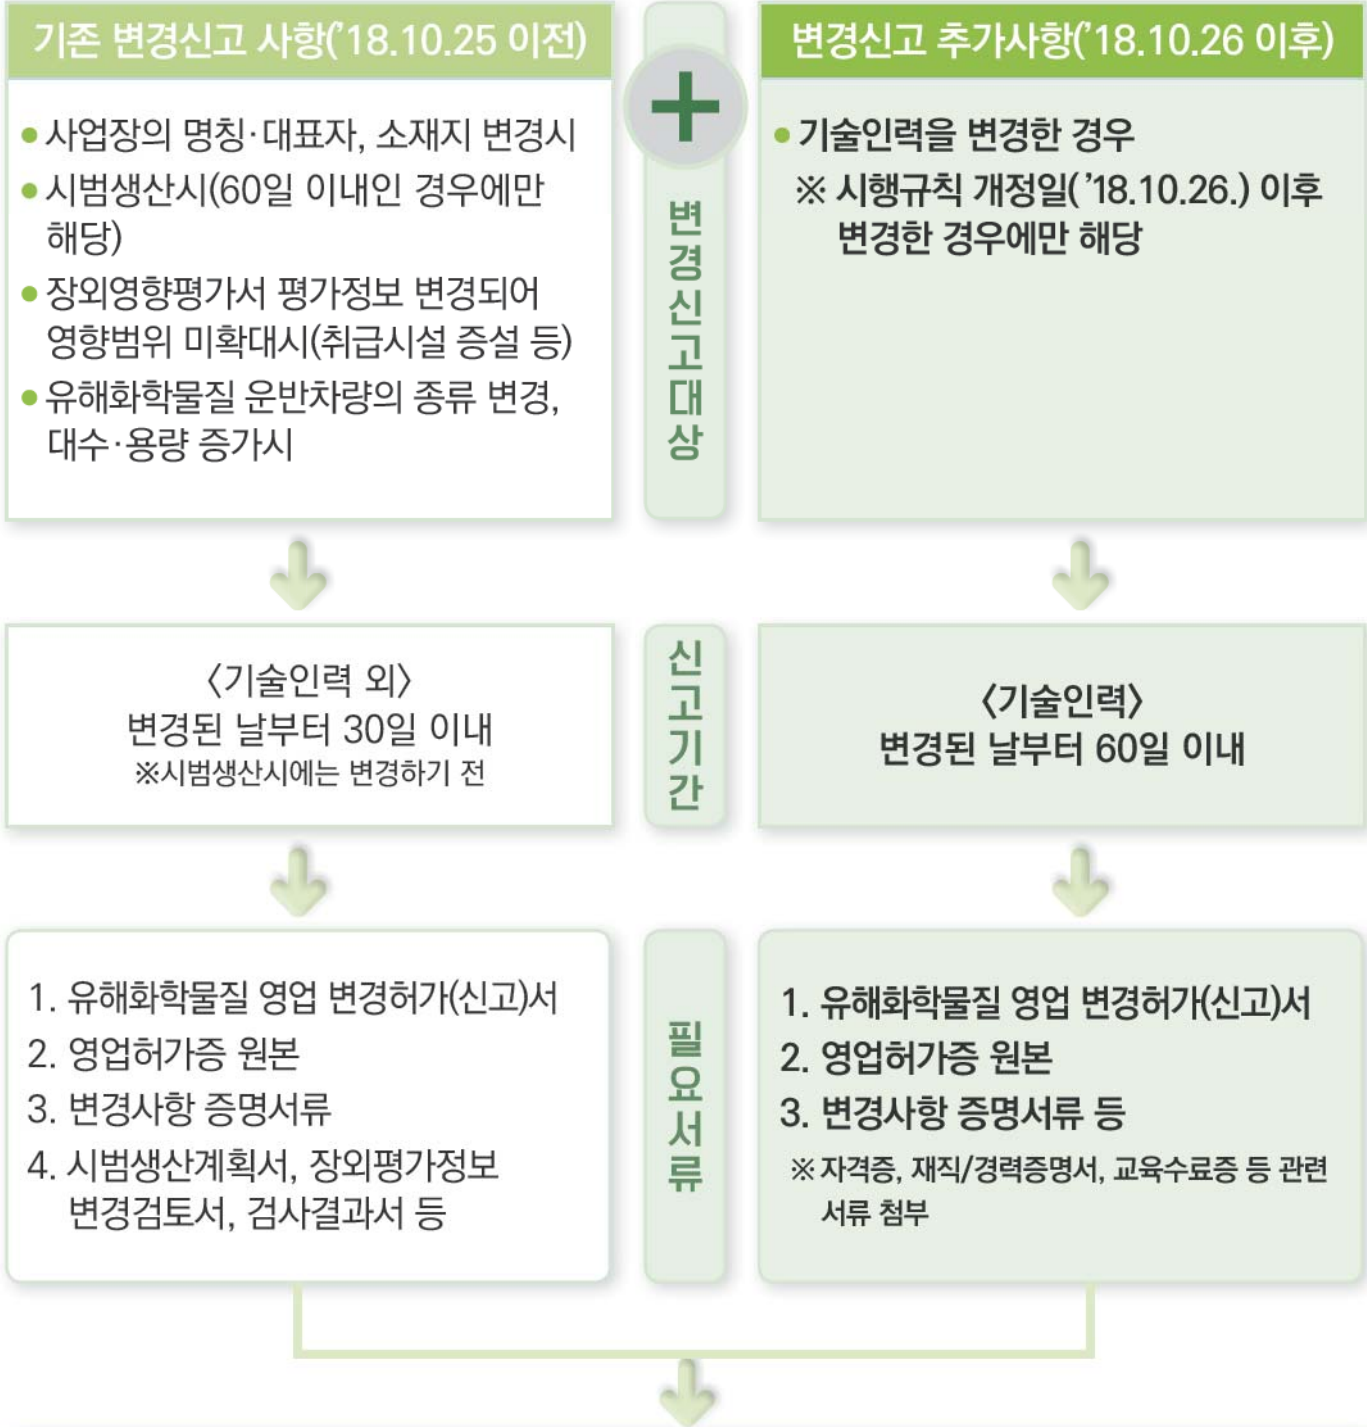 기존 변경신고 사항('18.10.25 이전)
● 사업장의 명칭·대표자, 소재지 변경시
● 시범생산시(60일 이내인 경우에만
해당)
● 장외영향평가서 평가정보 변경되어
영향범위 미확대시(취급시설 증설 등)
● 유해화학물질 운반차량의 종류 변경,
대수·용량 증가시
+
변경신고대상
변경신고 추가사항('18.10.26 이후)
● 기술인력을 변경한 경우
※ 시행규칙 개정일( '18.10.26.) 이후
변경한 경우에만 해당
〈기술인력 외〉
변경된 날부터 30일 이내
※시범생산시에는 변경하기 전
신고기간
〈기술인력〉
변경된 날부터 60일 이내
1. 유해화학물질 영업 변경허가(신고)서
2. 영업허가증 원본
3. 변경사항 증명서류
4. 시범생산계획서, 장외평가정보
변경검토서, 검사결과서 등
필요서류
1. 유해화학물질 영업 변경허가(신고)서
2. 영업허가증 원본
3. 변경사항 증명서류 등
※ 자격증, 재직/경력증명서, 교육수료증 등 관련
서류 첨부